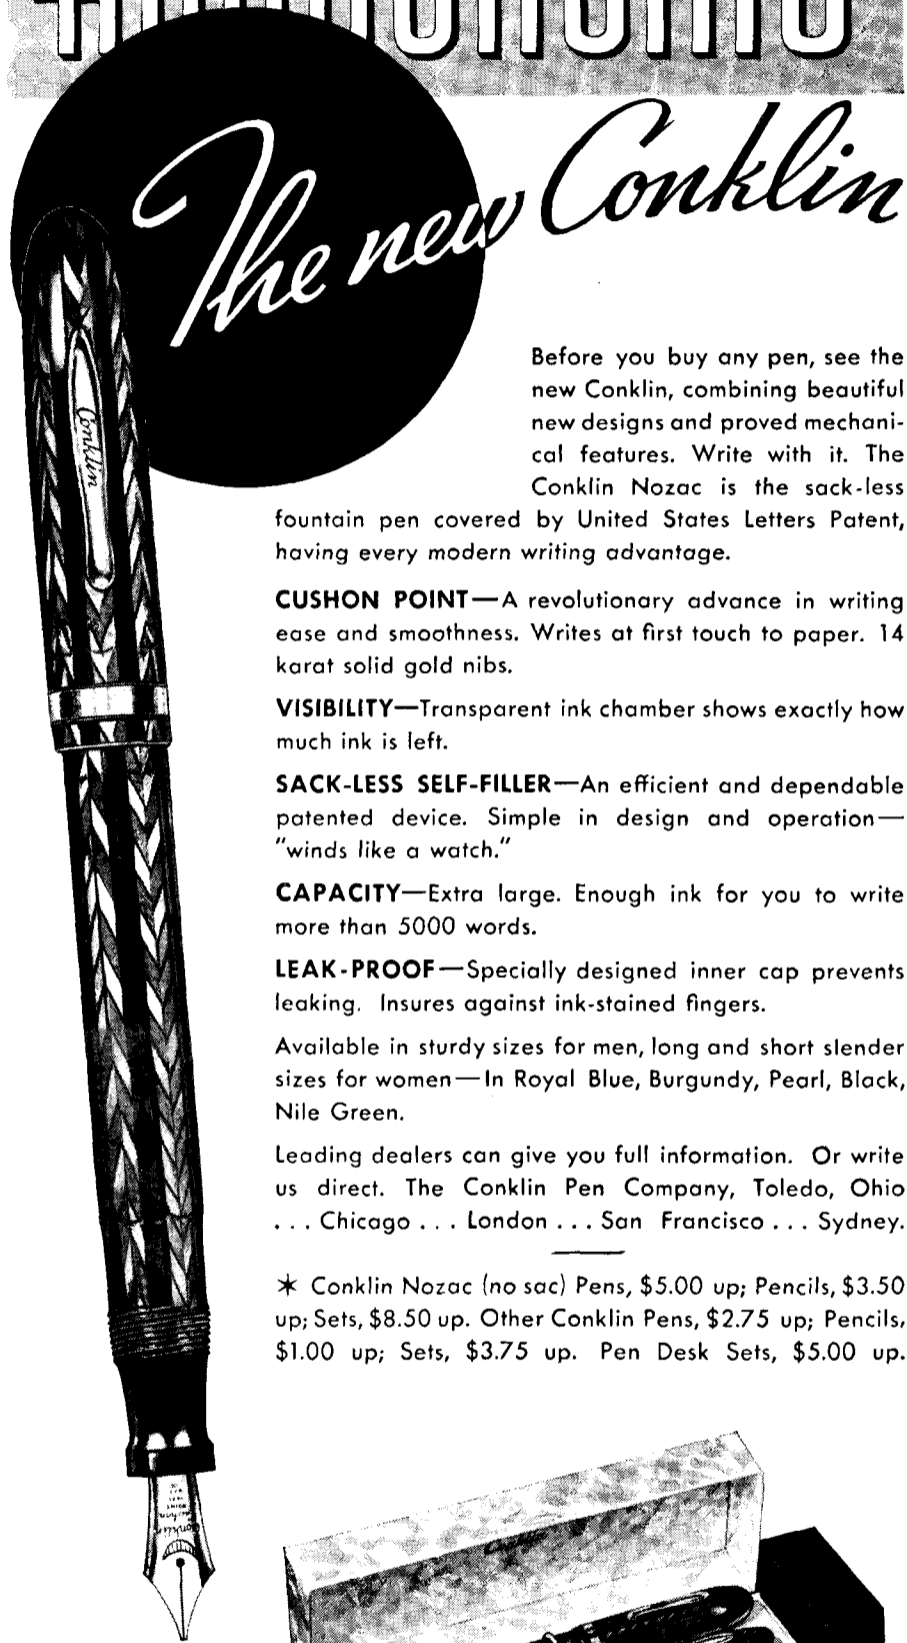 The new Conklin
Before you buy any pen, see the
new Conklin, combining beautiful
new designs and proved mechani-
cal features. Write with it. The
Conklin Nozac is the sack-less
fountain pen covered by United States Letters Patent,
having every modern writing advantage.
CUSHON POINT—A revolutionary advance in writing
ease and smoothness. Writes at first touch to paper. 14
karat solid gold nibs.
VISIBILITY—Transparent ink chamber shows exactly how
much ink is left.
SACK-LESS SELF-FILLER—An efficient and dependable
patented device. Simple in design and operation—
"winds like a watch."
CAPACITY—Extra large. Enough ink for you to write
more than 5000 words.
LEAK-PROOF—Specially designed inner cap prevents
leaking. Insures against ink-stained fingers.
Available in sturdy sizes for men, long and short slender
sizes for women—In Royal Blue, Burgundy, Pearl, Black,
Nile Green.
Leading dealers can give you full information. Or write
us direct. The Conklin Pen Company, Toledo, Ohio
. . . Chicago . . . London . . . San Francisco . . . Sydney.
* Conklin Nozac (no sac) Pens, $5.00 up; Pencils, $3.50
up; Sets, $8.50 up. Other Conklin Pens, $2.75 up; Pencils,
$1.00 up; Sets, $3.75 up. Pen Desk Sets, $5.00 up.
Conklin
Conklin